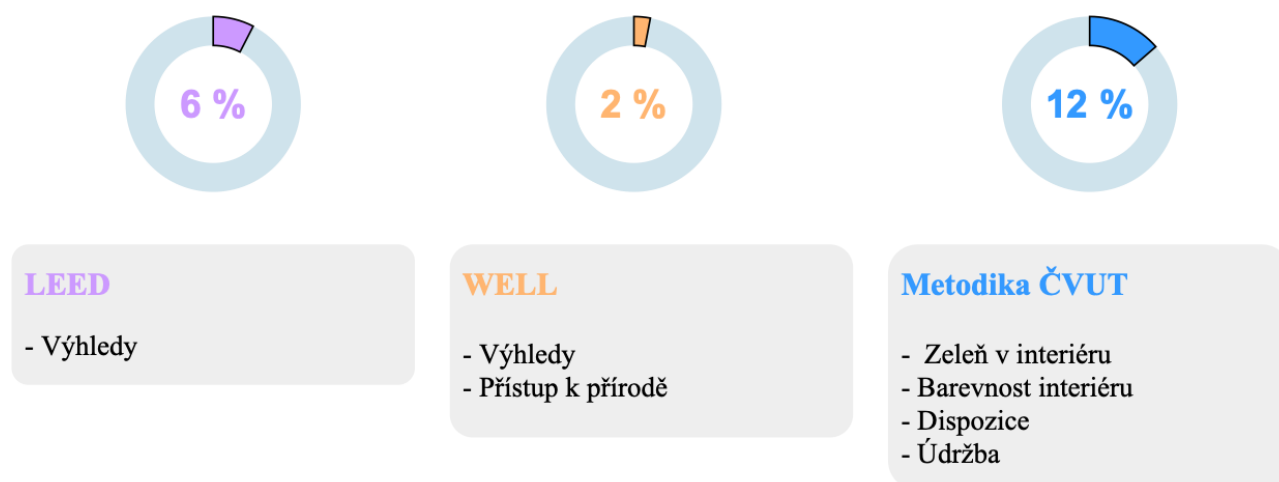 6 %
2 %
12 %
LEED
- Výhledy
WELL
- Výhledy
- Přístup k přírodě
Metodika ČVUT
- Zeleň v interiéru
- Barevnost interiéru
- Dispozice
- Údržba